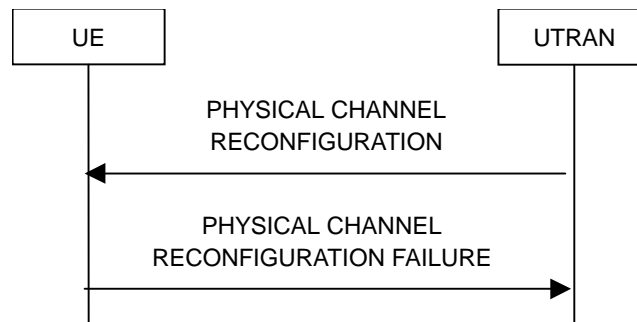 UE
UTRAN
PHYSICAL CHANNEL
RECONFIGURATION
PHYSICAL CHANNEL
RECONFIGURATION FAILURE